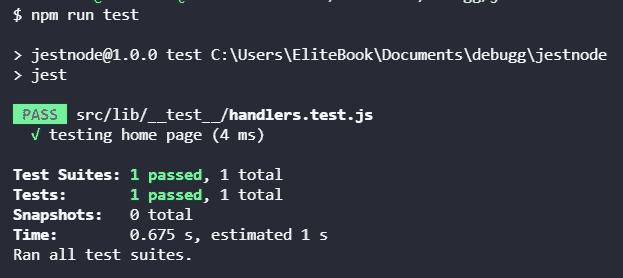 $ npm run test
> jestnode@1.0.0 test C:\Users\EliteBook\Documents\debugg\jestnode
> jest
PASS src/lib/__test__/handlers.test.js
√ testing home page (4 ms)
Test Suites: 1 passed, 1 total
Tests: 1 passed, 1 total
Snapshots: 0 total
Time: 0.675 s, estimated 1 s
Ran all test suites.